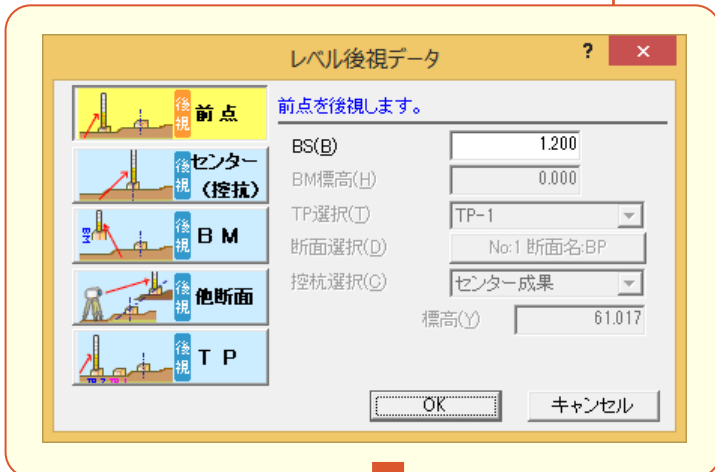 レベル後視データ
?
×
後視 前点
後視 センター（控抗）
BM 後視 BM
後視 他断面
後視 TP
前点を後視します。
BS(B) 1.200
BM標高(H) 0.000
TP選択(T) TP-1
断面選択(D) No:1 断面名:BP
控杭選択(C) センター成果
標高(Y) 61.017
OK キャンセル